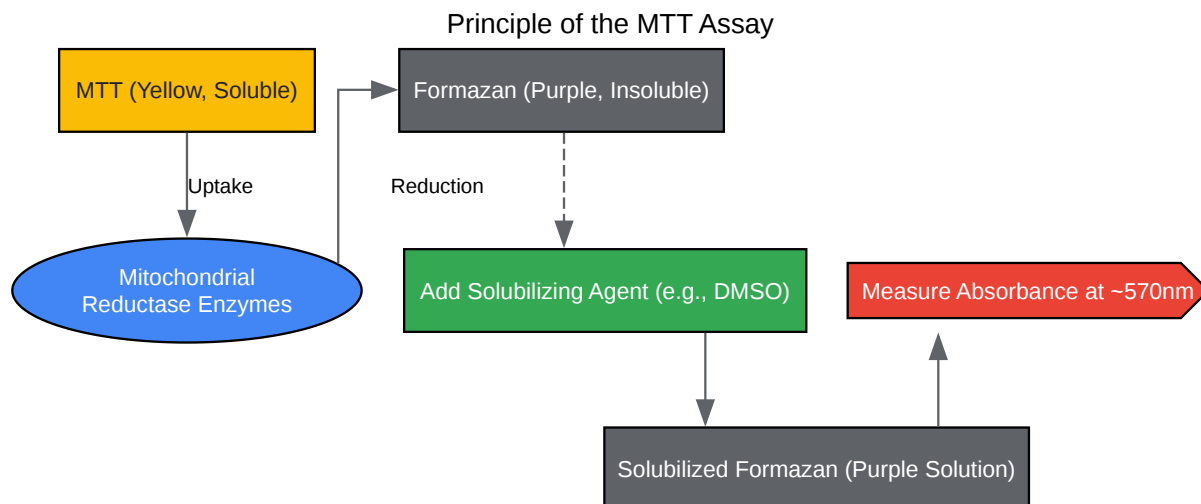 Principle of the MTT Assay
MTT (Yellow, Soluble)
Formazan (Purple, Insoluble)
Uptake
Reduction
Mitochondrial
Reductase Enzymes
Add Solubilizing Agent (e.g., DMSO)
Measure Absorbance at ~570nm
Solubilized Formazan (Purple Solution)